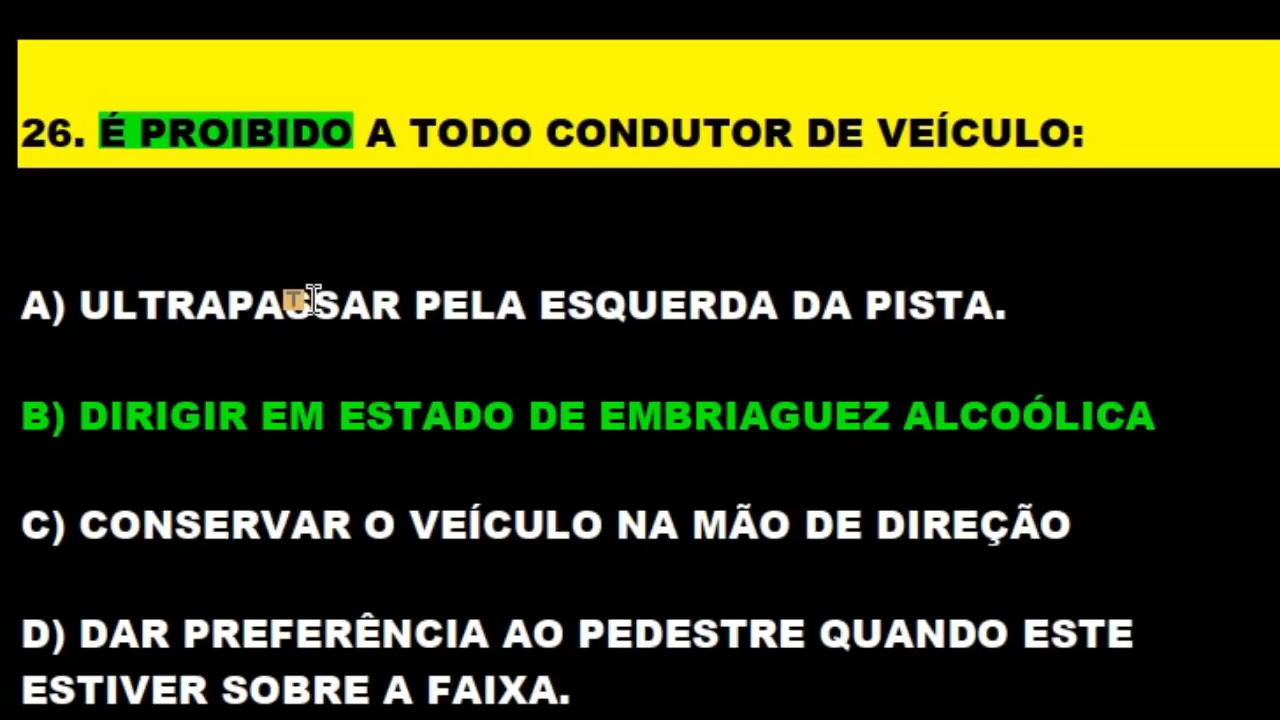 26. É PROIBIDO A TODO CONDUTOR DE VEÍCULO:
A) ULTRAPASSAR PELA ESQUERDA DA PISTA.
B) DIRIGIR EM ESTADO DE EMBRIAGUEZ ALCOÓLICA
C) CONSERVAR O VEÍCULO NA MÃO DE DIREÇÃO
D) DAR PREFERÊNCIA AO PEDESTRE QUANDO ESTE
ESTIVER SOBRE A FAIXA.